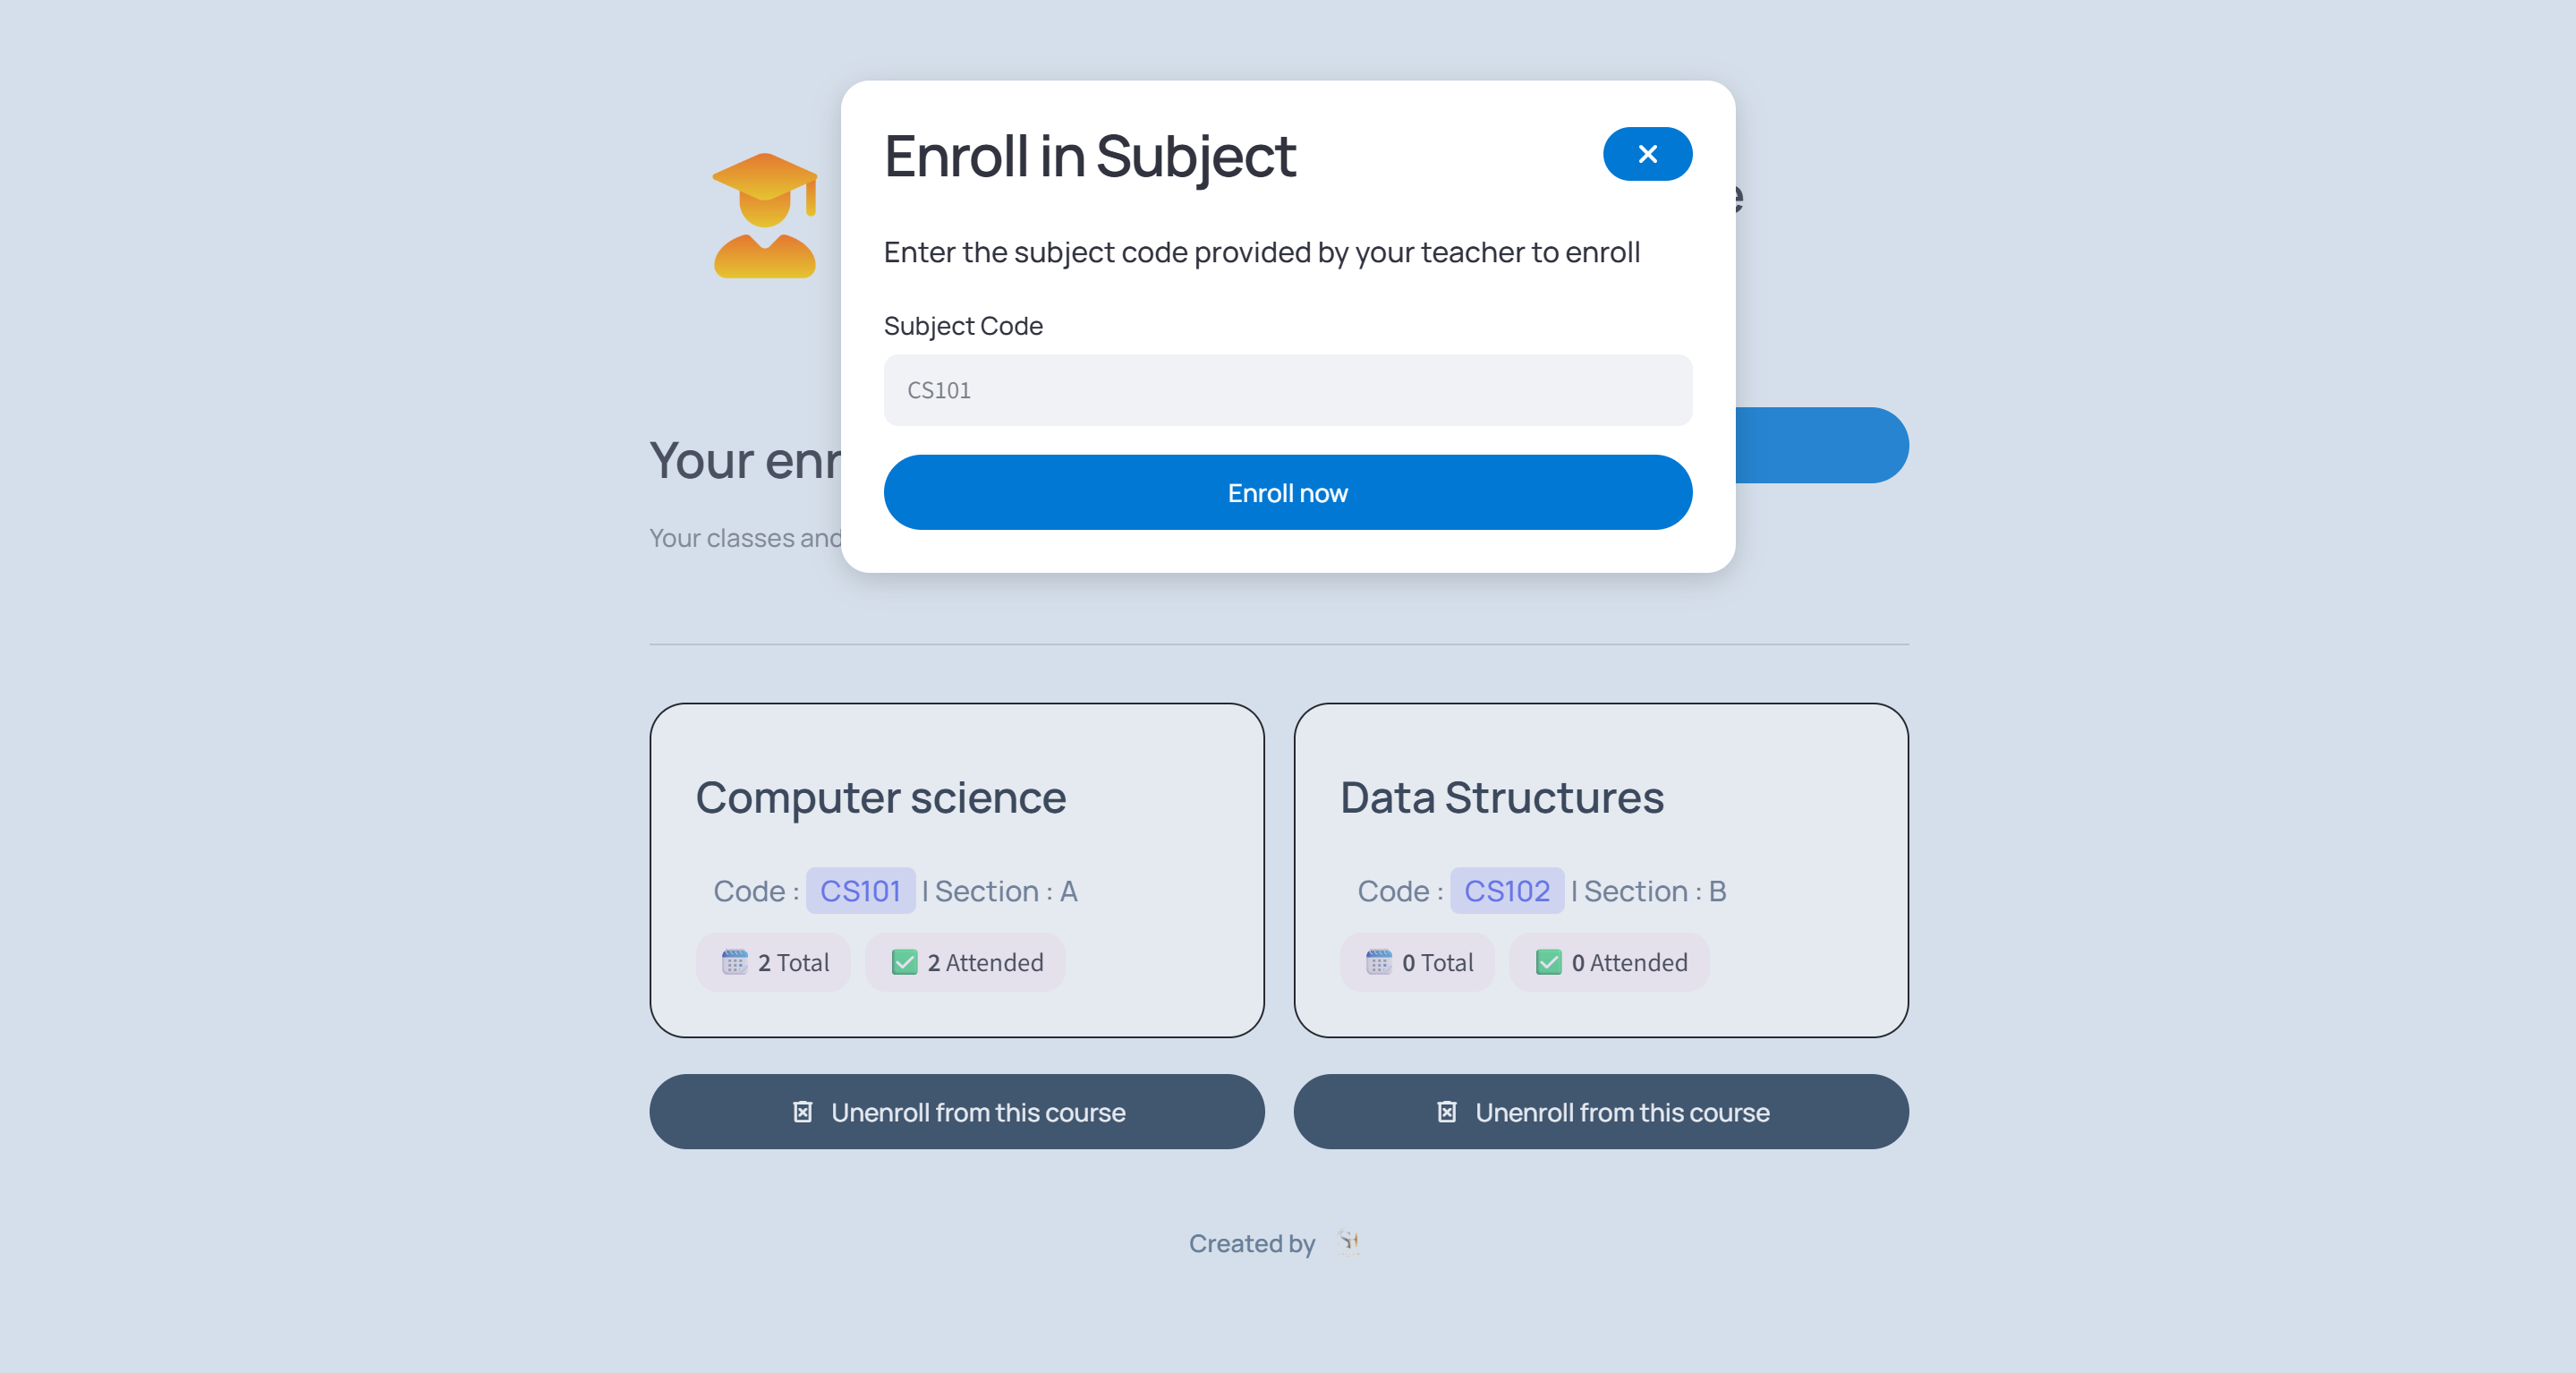 Enroll in Subject
Enter the subject code provided by your teacher to enroll
Subject Code
CS101
Enroll now
Your enr
Your classes and
Computer science
Code : CS101 | Section : A
2 Total 2 Attended
Unenroll from this course
Data Structures
Code : CS102 | Section : B
0 Total 0 Attended
Unenroll from this course
Created by